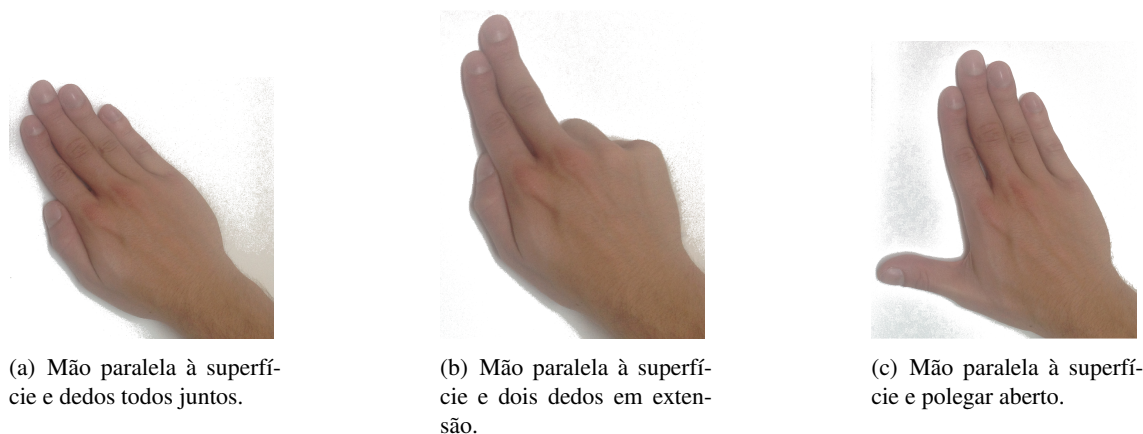 (a) Mão paralela à superfí-
cie e dedos todos juntos.
(b) Mão paralela à superfí-
cie e dois dedos em exten-
são.
(c) Mão paralela à superfí-
cie e polegar aberto.